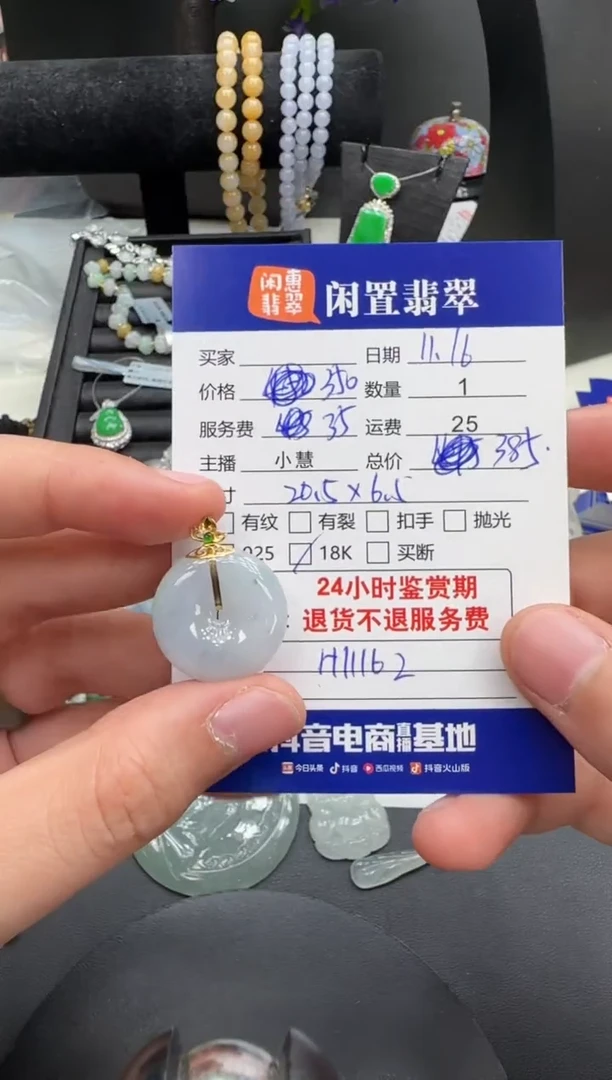 闲惠
翡翠
闲置翡翠
买家 日期 11.16
价格 350 数量 1
服务费 35 运费 25
主播 小慧 总价 385.
寸 20.5×6.5
有纹 有裂 扣手 抛光
925 18K 买断
24小时鉴赏期
: 退货不退服务费
H11162
抖音电商直播基地
今日头条 抖音 西瓜视频 抖音火山版